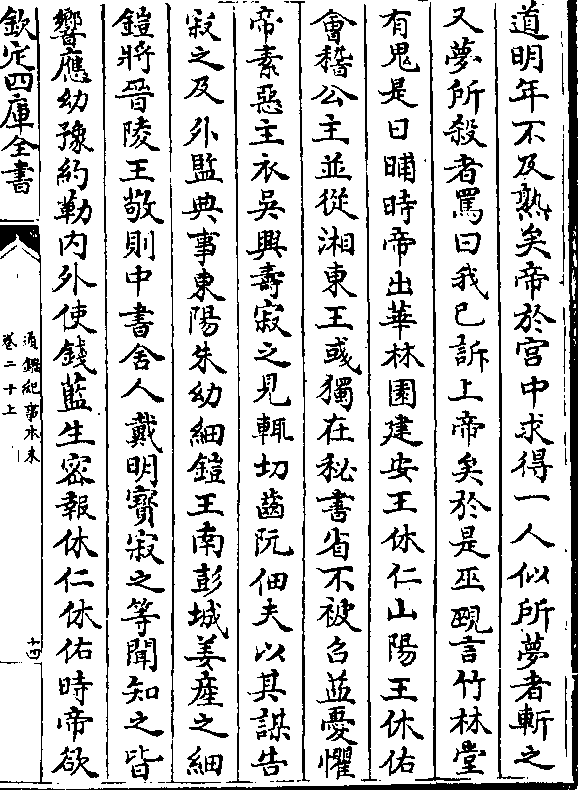 道明年不及熟矣帝於宫中求得一人似所夢者斬之
又夢所殺者罵曰我已訴上帝矣於是巫覡言竹林堂
有鬼是日晡時帝出華林園建安王休仁山陽王休佑
會稽公主並從湘東王彧獨在秘書省不被召益憂懼
帝素惡主衣吳興壽寂之見輒切齒阮佃夫以其謀告
寂之及外監典事東陽朱幼細鎧王南彭城姜産之細
鎧將晉陵王敬則中書舍人戴明寳寂之等聞知之皆
響應幼豫約勒内外使錢藍生密報休仁休佑時帝欲
欽定四庫全書
通鑑紀事本末
卷二十上
十四